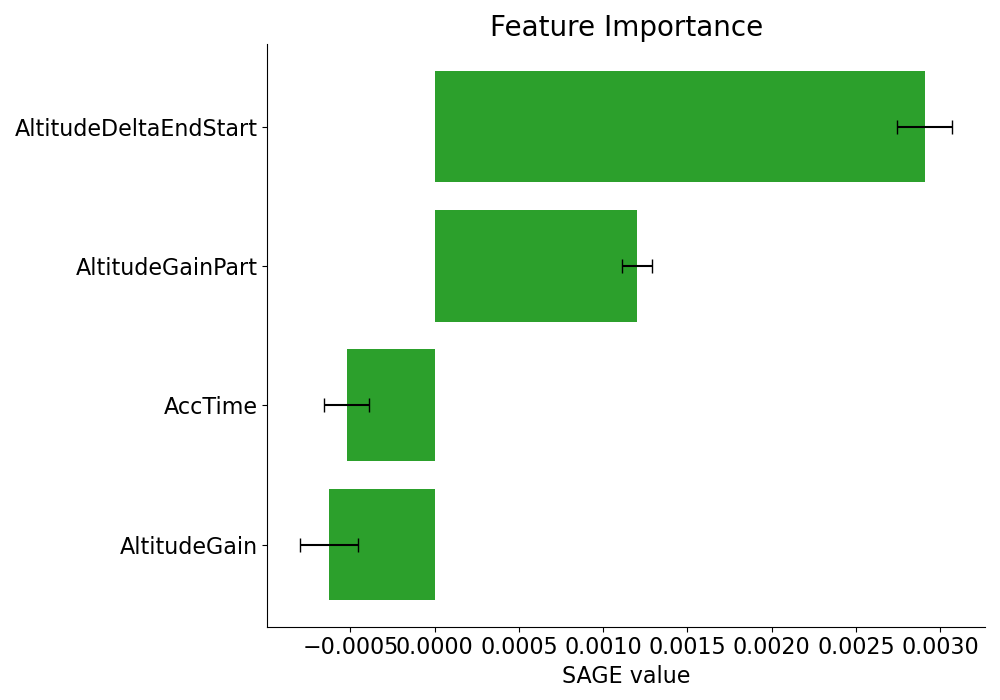 Feature Importance
AltitudeDeltaEndStart
AltitudeGainPart
AccTime
AltitudeGain
−0.0005 0.0000 0.0005 0.0010 0.0015 0.0020 0.0025 0.0030
SAGE value